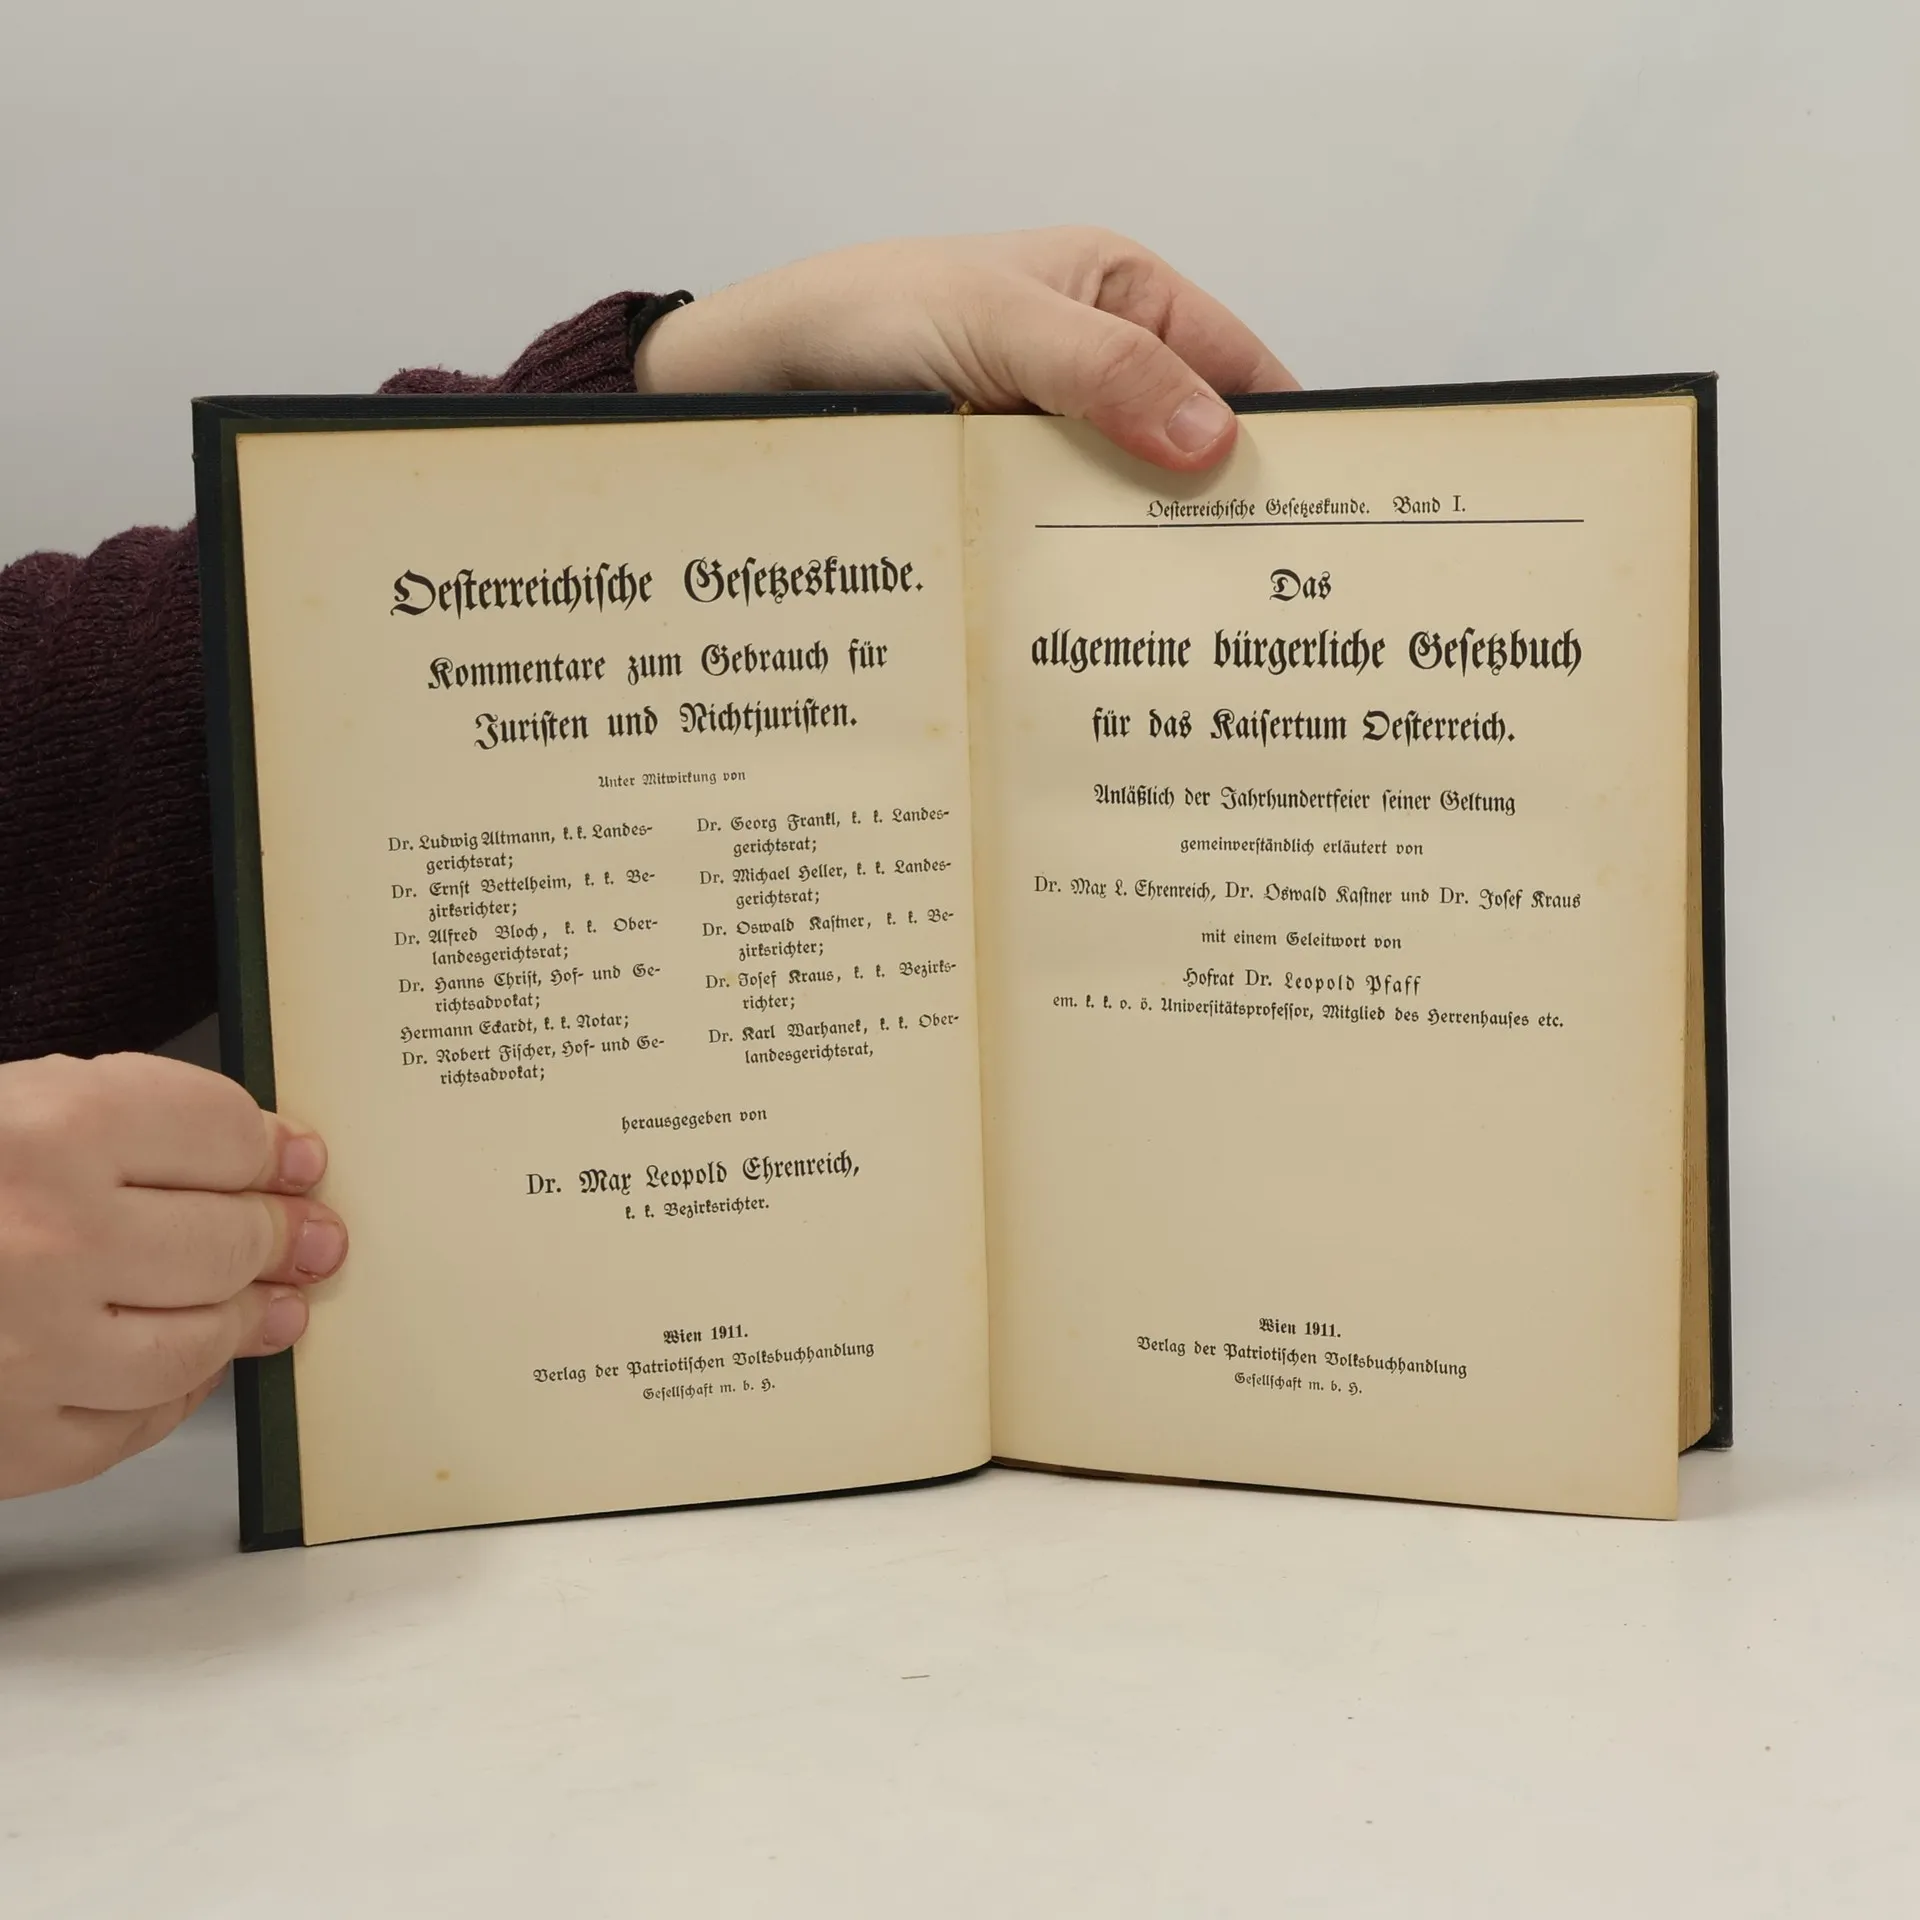 Oesterreichische Gesetzeskunde.
Kommentare zum Gebrauch für
Juristen und Nichtjuristen.
Unter Mitwirkung von
Dr. Ludwig Altmann, k. k. Landes-
gerichtsrat;
Dr. Ernst Bettelheim, k. k. Be-
zirksrichter;
Dr. Alfred Bloch, k. k. Ober-
landesgerichtsrat;
Dr. Hanns Christ, Hof- und Ge-
richtsadvokat;
Hermann Eckardt, k. k. Notar;
Dr. Robert Fischer, Hof- und Ge-
richtsadvokat;
Dr. Georg Frankl, k. k. Landes-
gerichtsrat;
Dr. Michael Heller, k. k. Landes-
gerichtsrat;
Dr. Oswald Kastner, k. k. Be-
zirksrichter;
Dr. Josef Kraus, k. k. Bezirks-
richter;
Dr. Karl Warhanek, k. k. Ober-
landesgerichtsrat,
herausgegeben von
Dr. Max Leopold Ehrenreich,
k. k. Bezirksrichter.
Wien 1911.
Verlag der Patriotischen Volksbuchhandlung
Gesellschaft m. b. H.
Oesterreichische Gesetzeskunde. Band I.
Das
allgemeine bürgerliche Gesetzbuch
für das Kaisertum Oesterreich.
Anläßlich der Jahrhundertfeier seiner Geltung
gemeinverständlich erläutert von
Dr. Max L. Ehrenreich, Dr. Oswald Kastner und Dr. Josef Kraus
mit einem Geleitwort von
Hofrat Dr. Leopold Pfaff
em. k. k. o. ö. Universitätsprofessor, Mitglied des Herrenhauses etc.
Wien 1911.
Verlag der Patriotischen Volksbuchhandlung
Gesellschaft m. b. H.